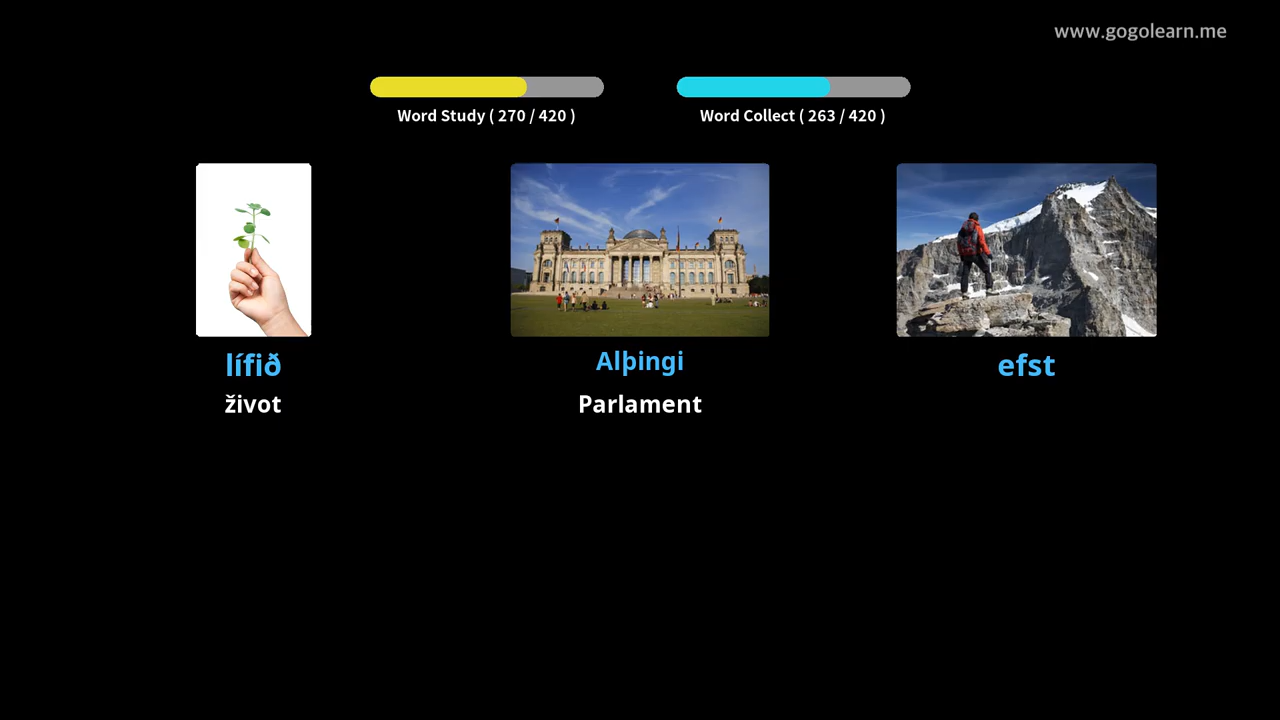 www.gogolearn.me
Word Study ( 270 / 420 )
Word Collect ( 263 / 420 )
lífið
život
Alþingi
Parlament
efst